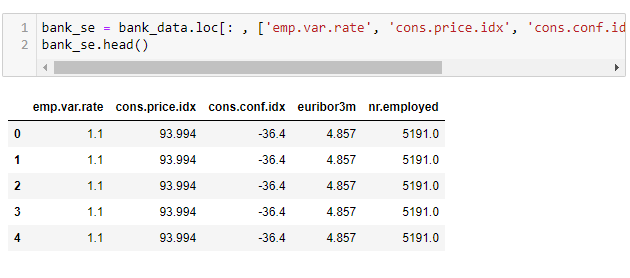 1 bank_se = bank_data.loc[: , ['emp.var.rate', 'cons.price.idx', 'cons.conf.id
2 bank_se.head()
emp.var.rate cons.price.idx cons.conf.idx euribor3m nr.employed
0 1.1 93.994 -36.4 4.857 5191.0
1 1.1 93.994 -36.4 4.857 5191.0
2 1.1 93.994 -36.4 4.857 5191.0
3 1.1 93.994 -36.4 4.857 5191.0
4 1.1 93.994 -36.4 4.857 5191.0